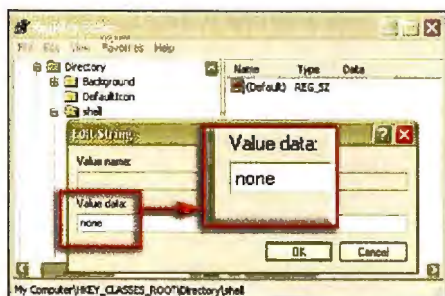 File Edit View Favorites Help
Directory
Background
DefaultIcon
shell
Name Type Data
(Default) REG_SZ
Edit String
Value name:
Value data:
none
Value data:
none
OK Cancel
My Computer\HKEY_CLASSES_ROOT\Directory\shell